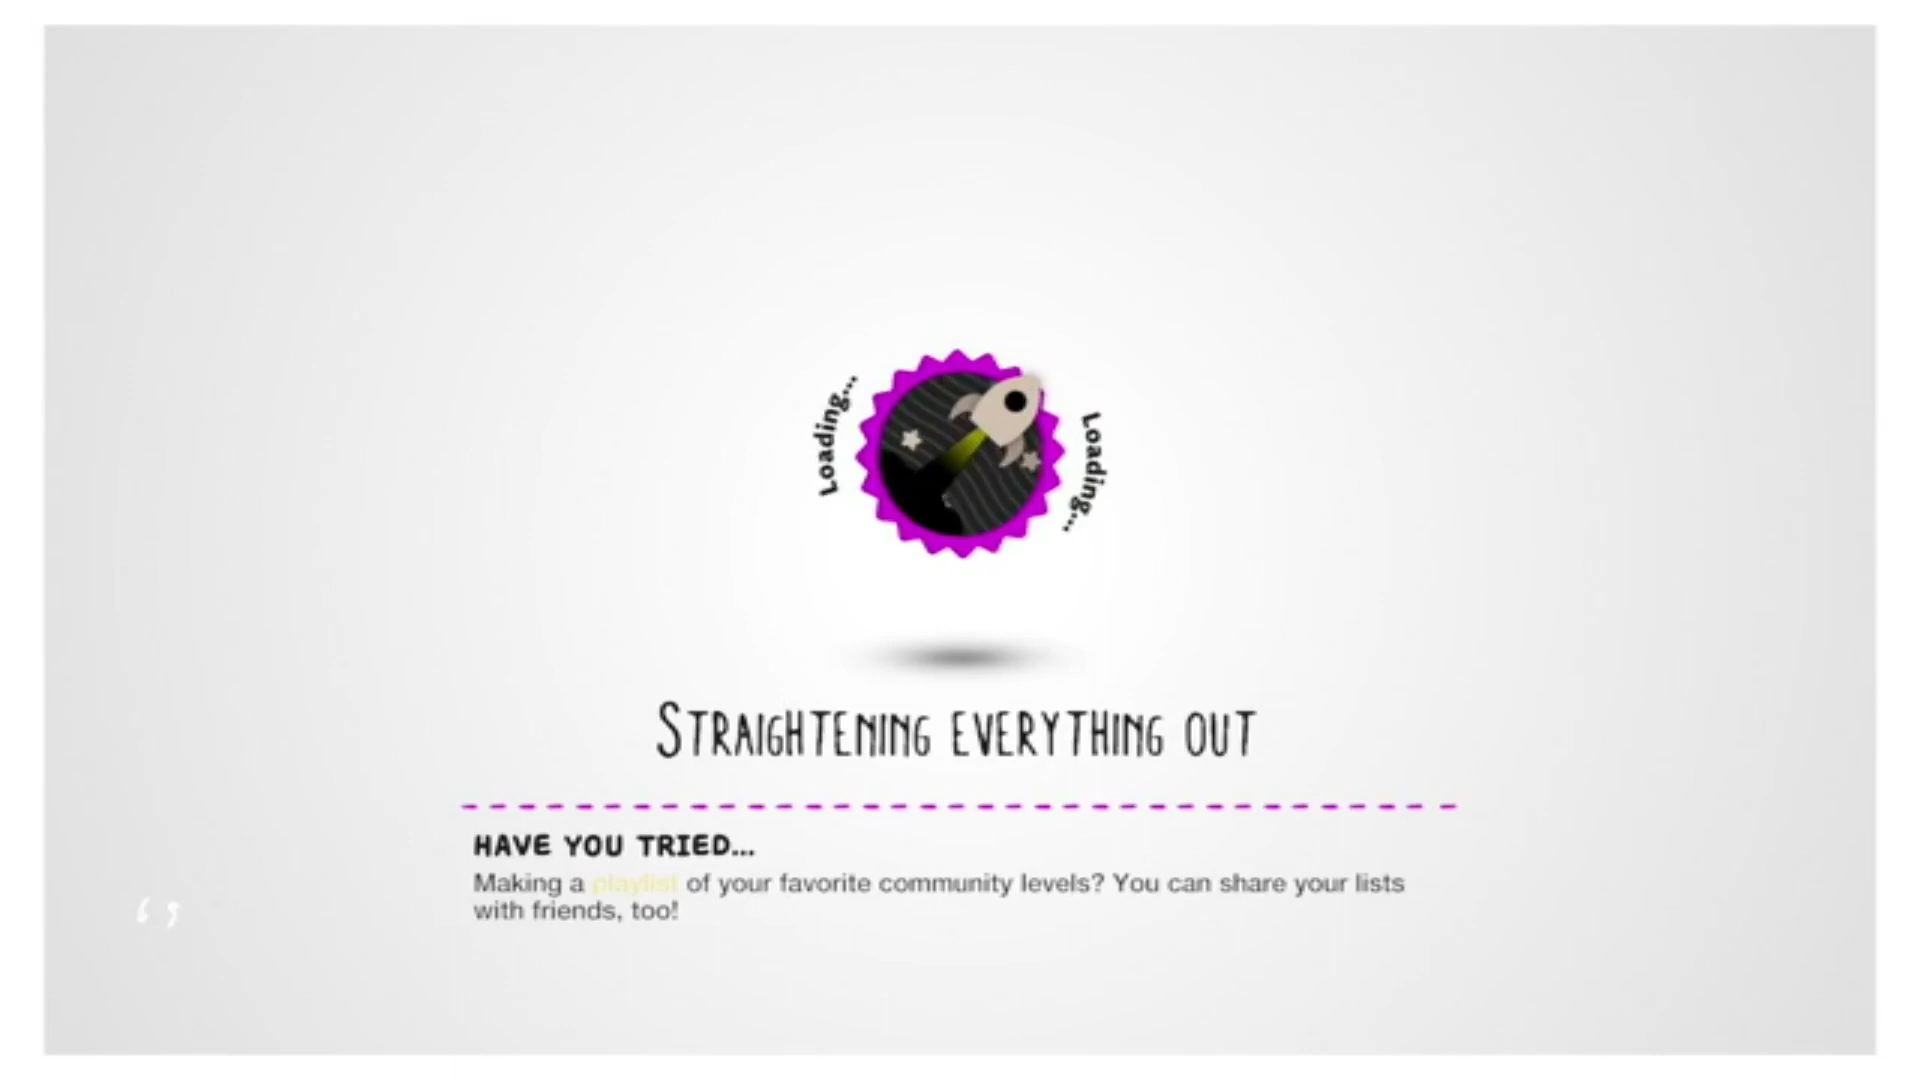 Loading...
Loading...
STRAIGHTENING EVERYTHING OUT
HAVE YOU TRIED...
Making a playlist of your favorite community levels? You can share your lists
with friends, too!